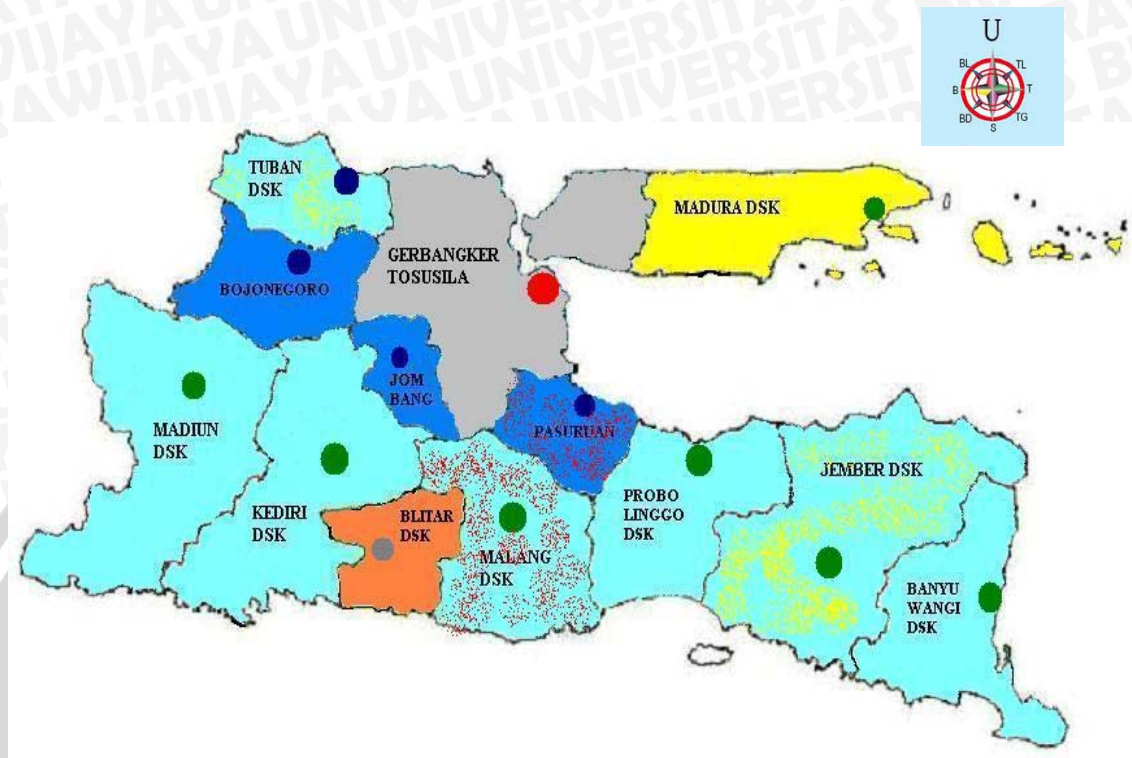 U
BL
TL
B
T
BD
TG
S
TUBAN
DSK
MADURA DSK
GERBANGKER
TOSUSILA
BOJONEGORO
JOM
BANG
MADIUN
DSK
PASURUAN
JEMBER DSK
KEDIRI
DSK
BLITAR
DSK
PROBO
LINGGO
DSK
MALANG
DSK
BANYU
WANGI
DSK